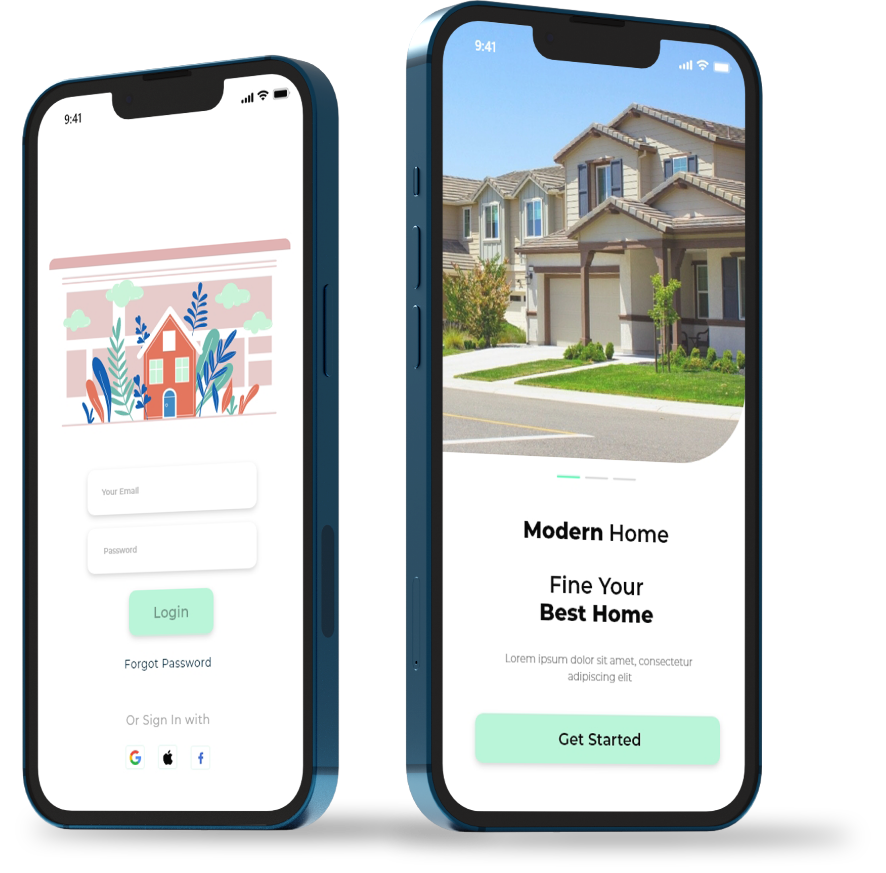 9:41
Your Email
Password
Login
Forgot Password
Or Sign In with
9:41
Modern Home
Fine Your
Best Home
Lorem ipsum dolor sit amet, consectetur
adipiscing elit
Get Started